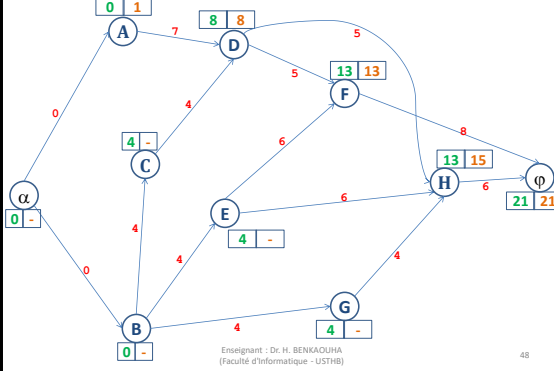 0 1
A
7
8 8
D
5
5
13 13
F
0
4
4 -
C
6
8
13 15
H
6
φ
21 21
α
0 -
E
6
4 -
4
4
4
0
B
4
G
4 -
0 -
Enseignant : Dr. H. BENKAOUHA
(Faculté d'Informatique - USTHB)
48